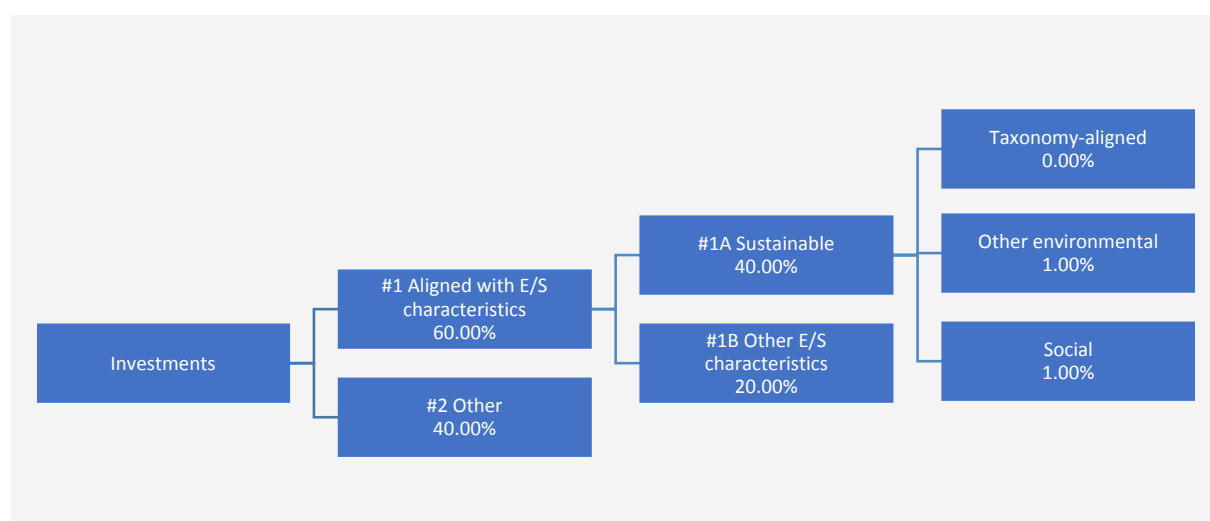 Investments
#1 Aligned with E/S
characteristics
60.00%
#2 Other
40.00%
#1A Sustainable
40.00%
#1B Other E/S
characteristics
20.00%
Taxonomy-aligned
0.00%
Other environmental
1.00%
Social
1.00%